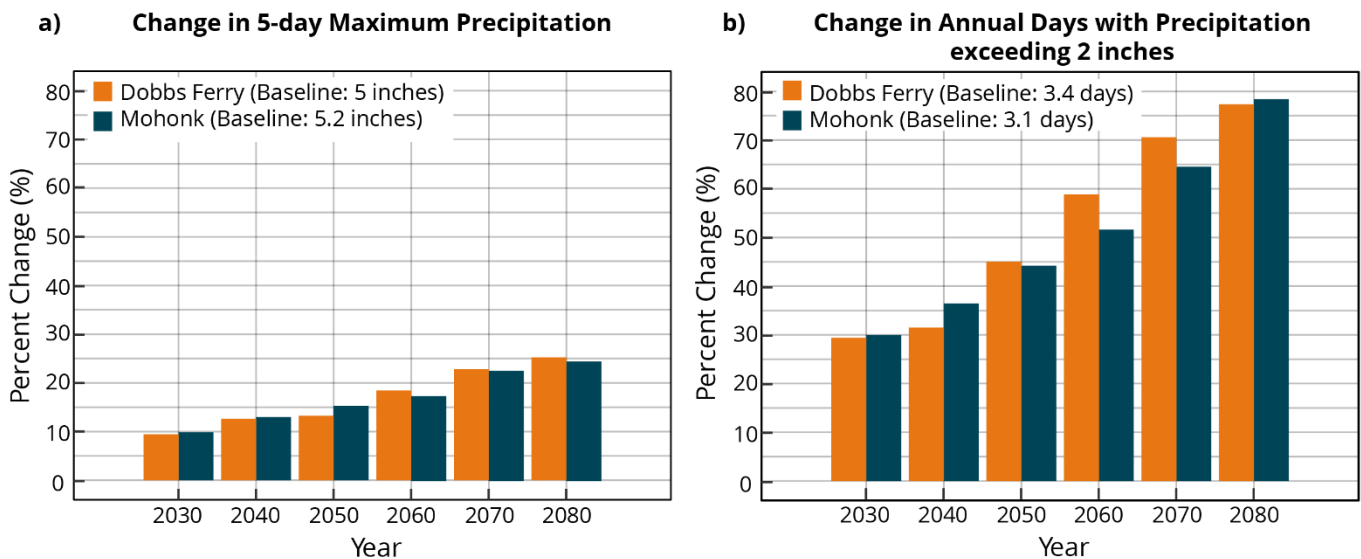 a) Change in 5-day Maximum Precipitation
Dobbs Ferry (Baseline: 5 inches)
Mohonk (Baseline: 5.2 inches)
Percent Change (%)
80
70
60
50
40
30
20
10
0
2030 2040 2050 2060 2070 2080
Year
b) Change in Annual Days with Precipitation
exceeding 2 inches
Dobbs Ferry (Baseline: 3.4 days)
Mohonk (Baseline: 3.1 days)
Percent Change (%)
80
70
60
50
40
30
20
10
0
2030 2040 2050 2060 2070 2080
Year